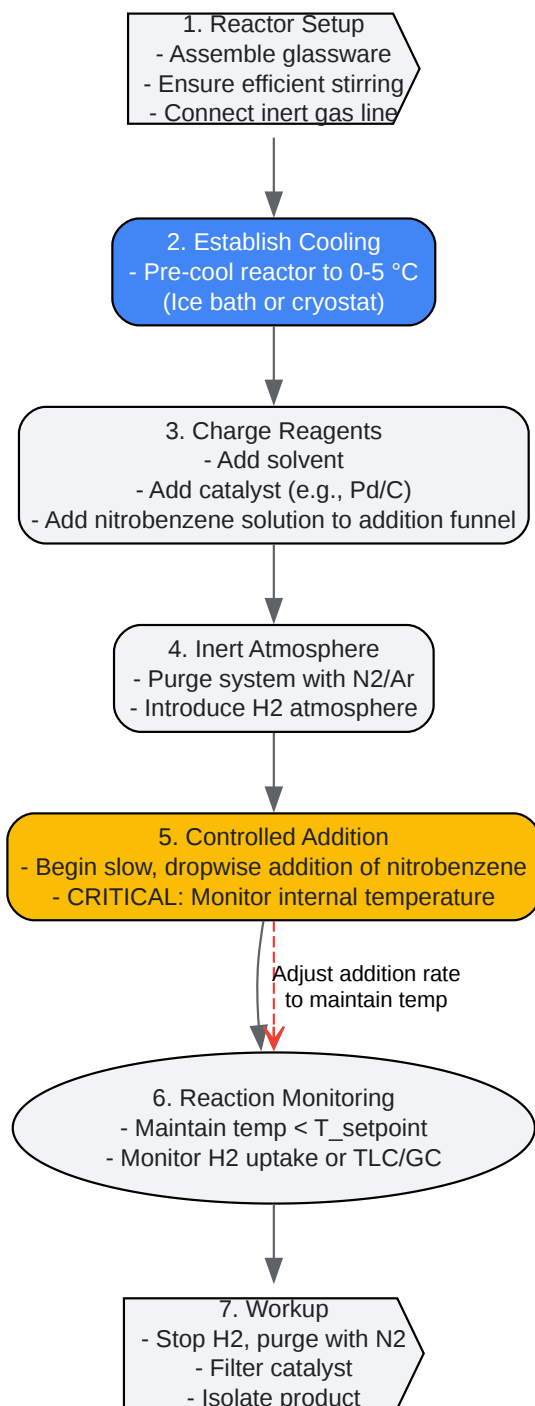 1. Reactor Setup
- Assemble glassware
- Ensure efficient stirring
- Connect inert gas line
2. Establish Cooling
- Pre-cool reactor to 0-5 °C
(Ice bath or cryostat)
3. Charge Reagents
- Add solvent
- Add catalyst (e.g., Pd/C)
- Add nitrobenzene solution to addition funnel
4. Inert Atmosphere
- Purge system with N2/Ar
- Introduce H2 atmosphere
5. Controlled Addition
- Begin slow, dropwise addition of nitrobenzene
- CRITICAL: Monitor internal temperature
Adjust addition rate
to maintain temp
6. Reaction Monitoring
- Maintain temp < T_setpoint
- Monitor H2 uptake or TLC/GC
7. Workup
- Stop H2, purge with N2
- Filter catalyst
- Isolate product